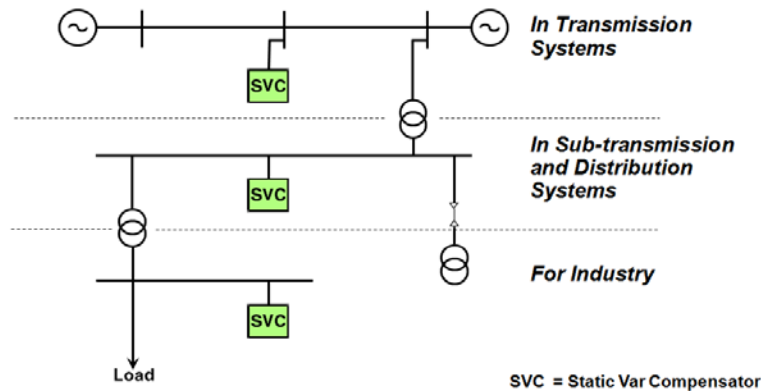 In Transmission
Systems
SVC
In Sub-transmission
and Distribution
Systems
SVC
For Industry
SVC
Load
SVC = Static Var Compensator